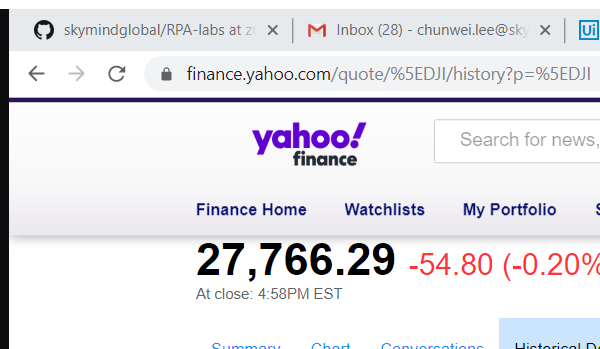 skymindglobal/RPA-labs at
Inbox (28) - chunwei.lee@sky
Ui
finance.yahoo.com/quote/%5EDJI/history?p=%5EDJI
yahoo!
finance
Search for news,
Finance Home Watchlists My Portfolio
27,766.29 -54.80 (-0.20%
At close: 4:58PM EST
Summary Chart Conversations Historical